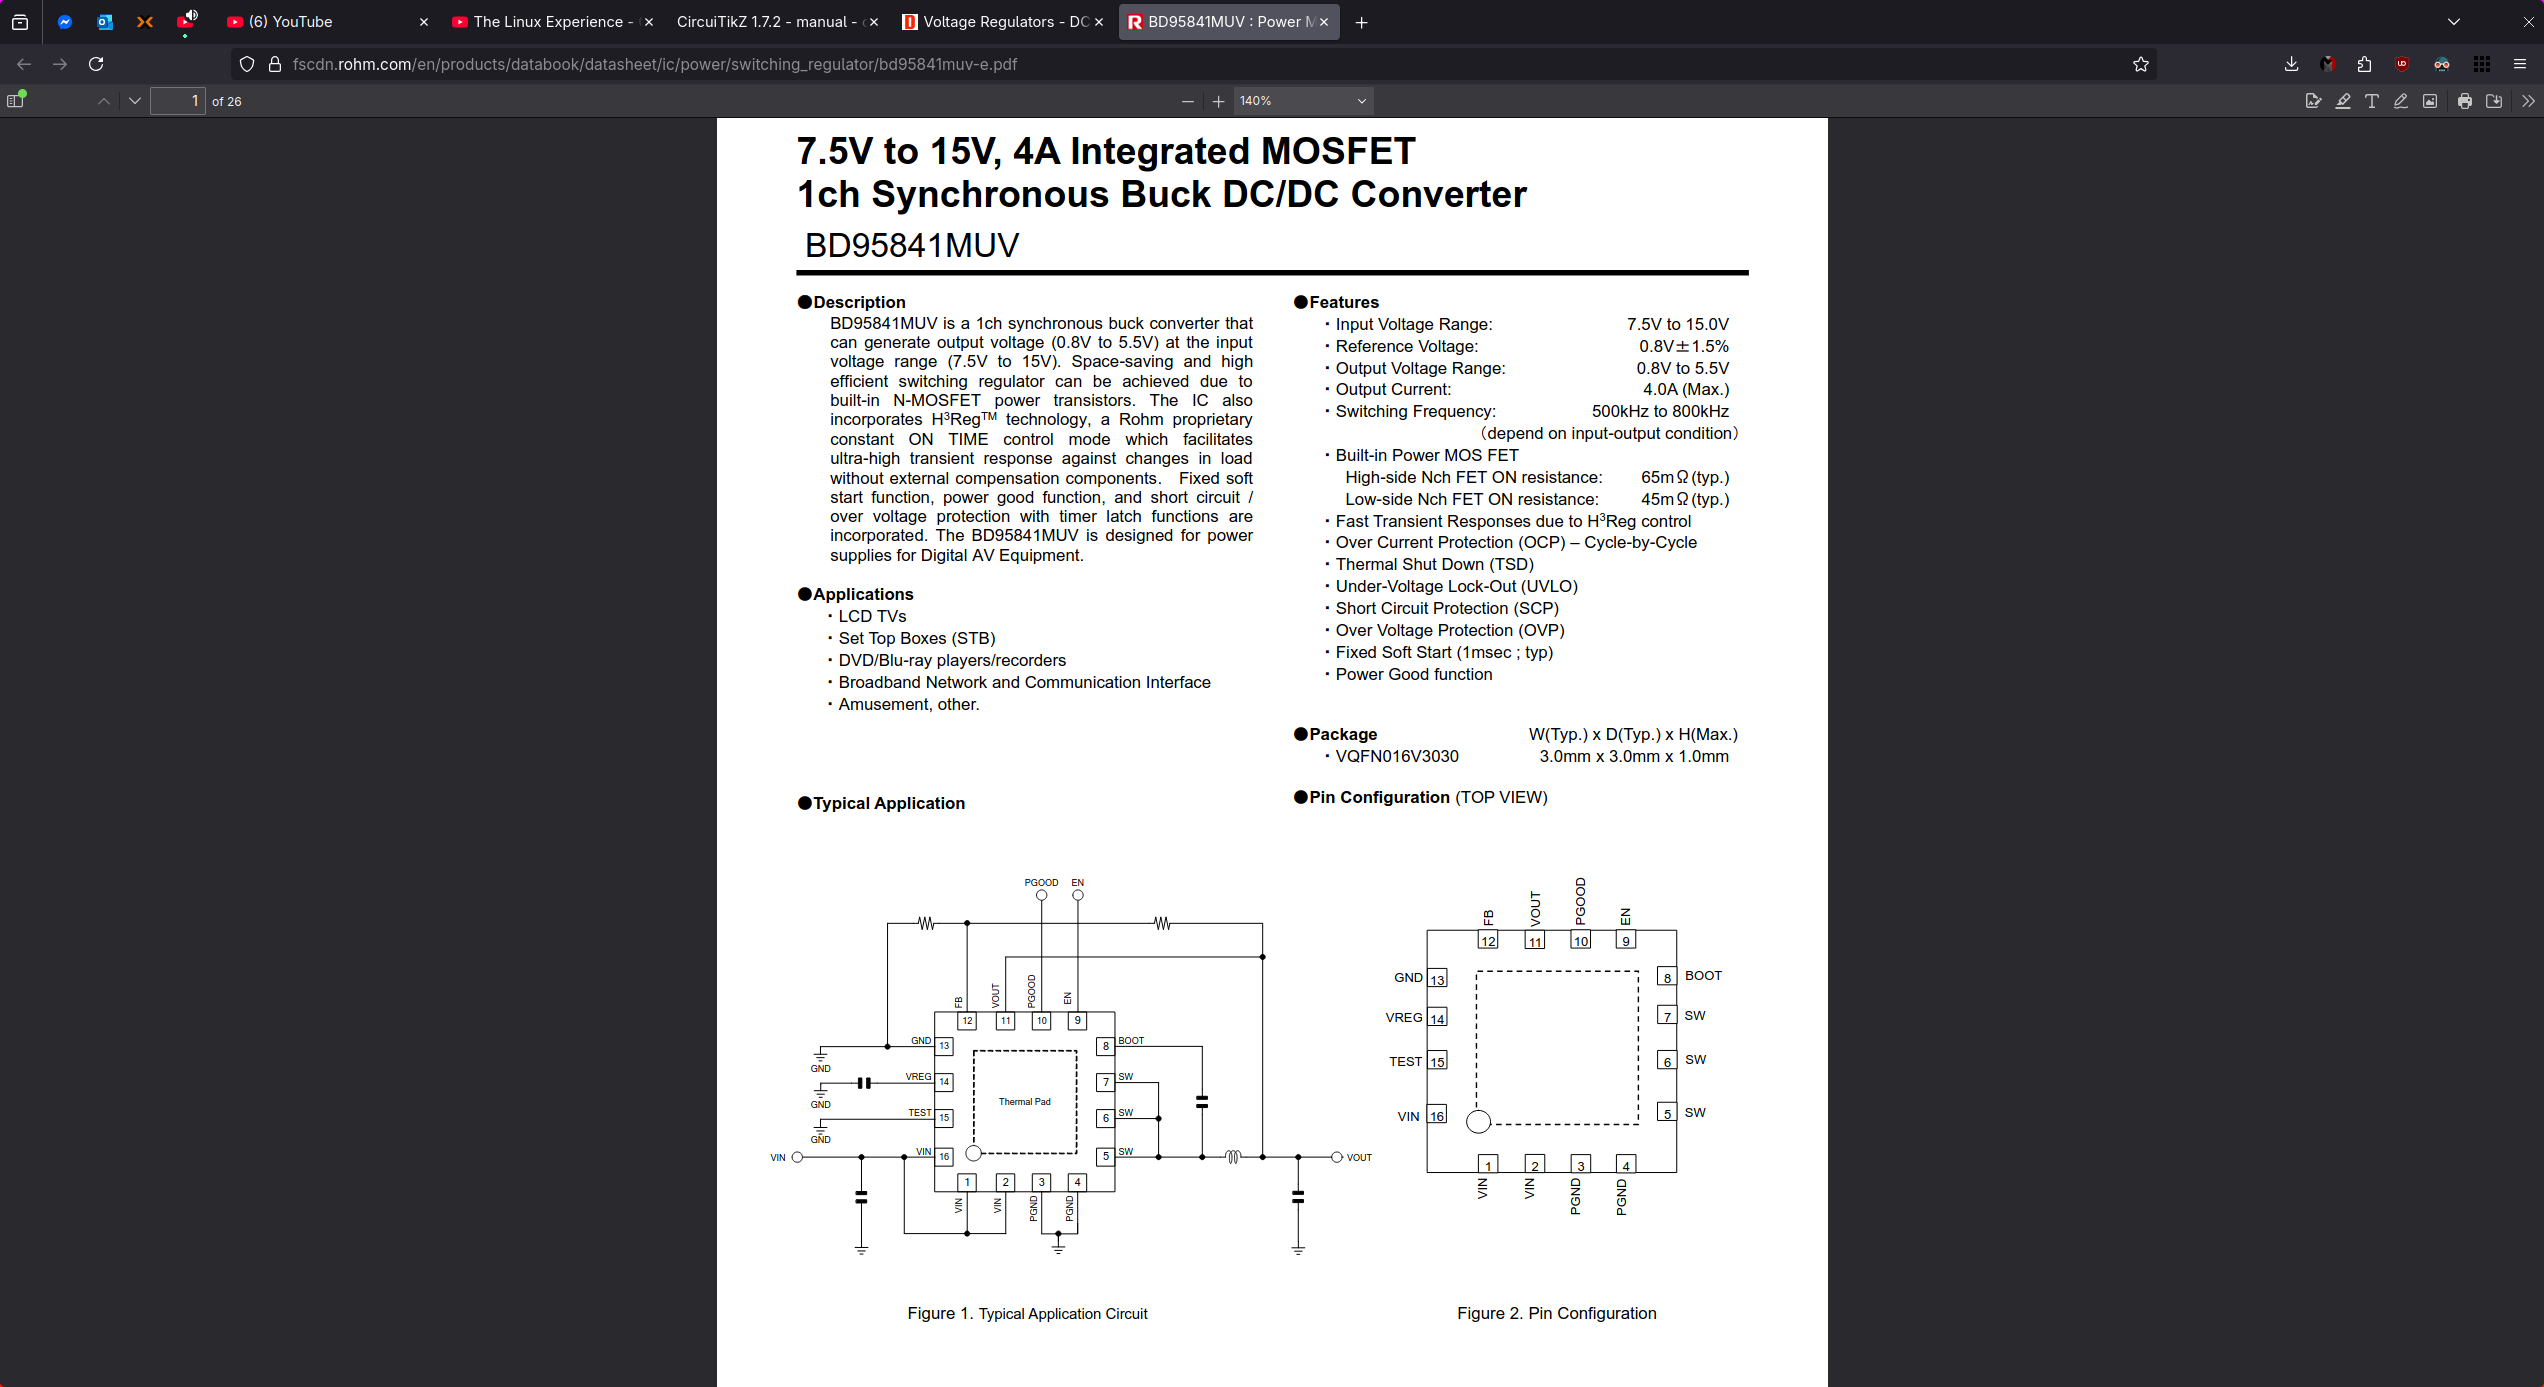 (6) YouTube
The Linux Experience -
CircuiTikZ 1.7.2 - manual -
Voltage Regulators - DC
BD95841MUV : Power M
fscdn.rohm.com/en/products/databook/datasheet/ic/power/switching_regulator/bd95841muv-e.pdf
1 of 26
140%
7.5V to 15V, 4A Integrated MOSFET
1ch Synchronous Buck DC/DC Converter
BD95841MUV
●Description
BD95841MUV is a 1ch synchronous buck converter that
can generate output voltage (0.8V to 5.5V) at the input
voltage range (7.5V to 15V). Space-saving and high
efficient switching regulator can be achieved due to
built-in N-MOSFET power transistors. The IC also
incorporates H³Reg™ technology, a Rohm proprietary
constant ON TIME control mode which facilitates
ultra-high transient response against changes in load
without external compensation components. Fixed soft
start function, power good function, and short circuit /
over voltage protection with timer latch functions are
incorporated. The BD95841MUV is designed for power
supplies for Digital AV Equipment.
●Applications
・LCD TVs
・Set Top Boxes (STB)
・DVD/Blu-ray players/recorders
・Broadband Network and Communication Interface
・Amusement, other.
●Features
・Input Voltage Range: 7.5V to 15.0V
・Reference Voltage: 0.8V±1.5%
・Output Voltage Range: 0.8V to 5.5V
・Output Current: 4.0A (Max.)
・Switching Frequency: 500kHz to 800kHz
（depend on input-output condition）
・Built-in Power MOS FET
High-side Nch FET ON resistance: 65mΩ(typ.)
Low-side Nch FET ON resistance: 45mΩ(typ.)
・Fast Transient Responses due to H³Reg control
・Over Current Protection (OCP) – Cycle-by-Cycle
・Thermal Shut Down (TSD)
・Under-Voltage Lock-Out (UVLO)
・Short Circuit Protection (SCP)
・Over Voltage Protection (OVP)
・Fixed Soft Start (1msec ; typ)
・Power Good function
●Package W(Typ.) x D(Typ.) x H(Max.)
・VQFN016V3030 3.0mm x 3.0mm x 1.0mm
●Typical Application
PGOOD EN
FB VOUT PGOOD EN
12 11 10 9
GND 13 8 BOOT
GND
VREG 14 7 SW
Thermal Pad
GND
TEST 15 6 SW
GND
VIN VIN 16 5 SW VOUT
1 2 3 4
VIN VIN PGND PGND
Figure 1. Typical Application Circuit
●Pin Configuration (TOP VIEW)
FB VOUT PGOOD EN
12 11 10 9
GND 13 8 BOOT
VREG 14 7 SW
TEST 15 6 SW
VIN 16 5 SW
1 2 3 4
VIN VIN PGND PGND
Figure 2. Pin Configuration